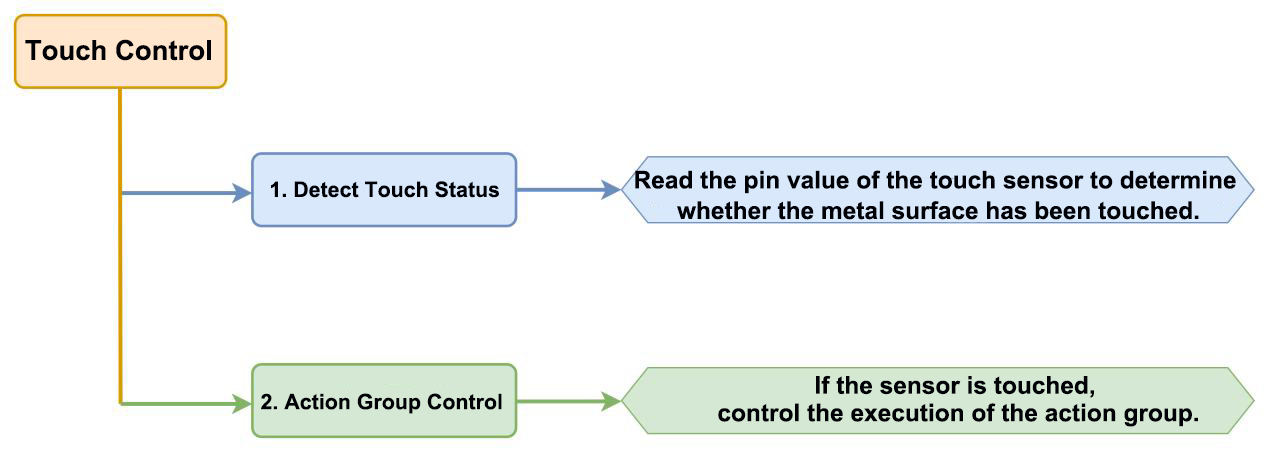 Touch Control
1. Detect Touch Status
Read the pin value of the touch sensor to determine
whether the metal surface has been touched.
2. Action Group Control
If the sensor is touched,
control the execution of the action group.